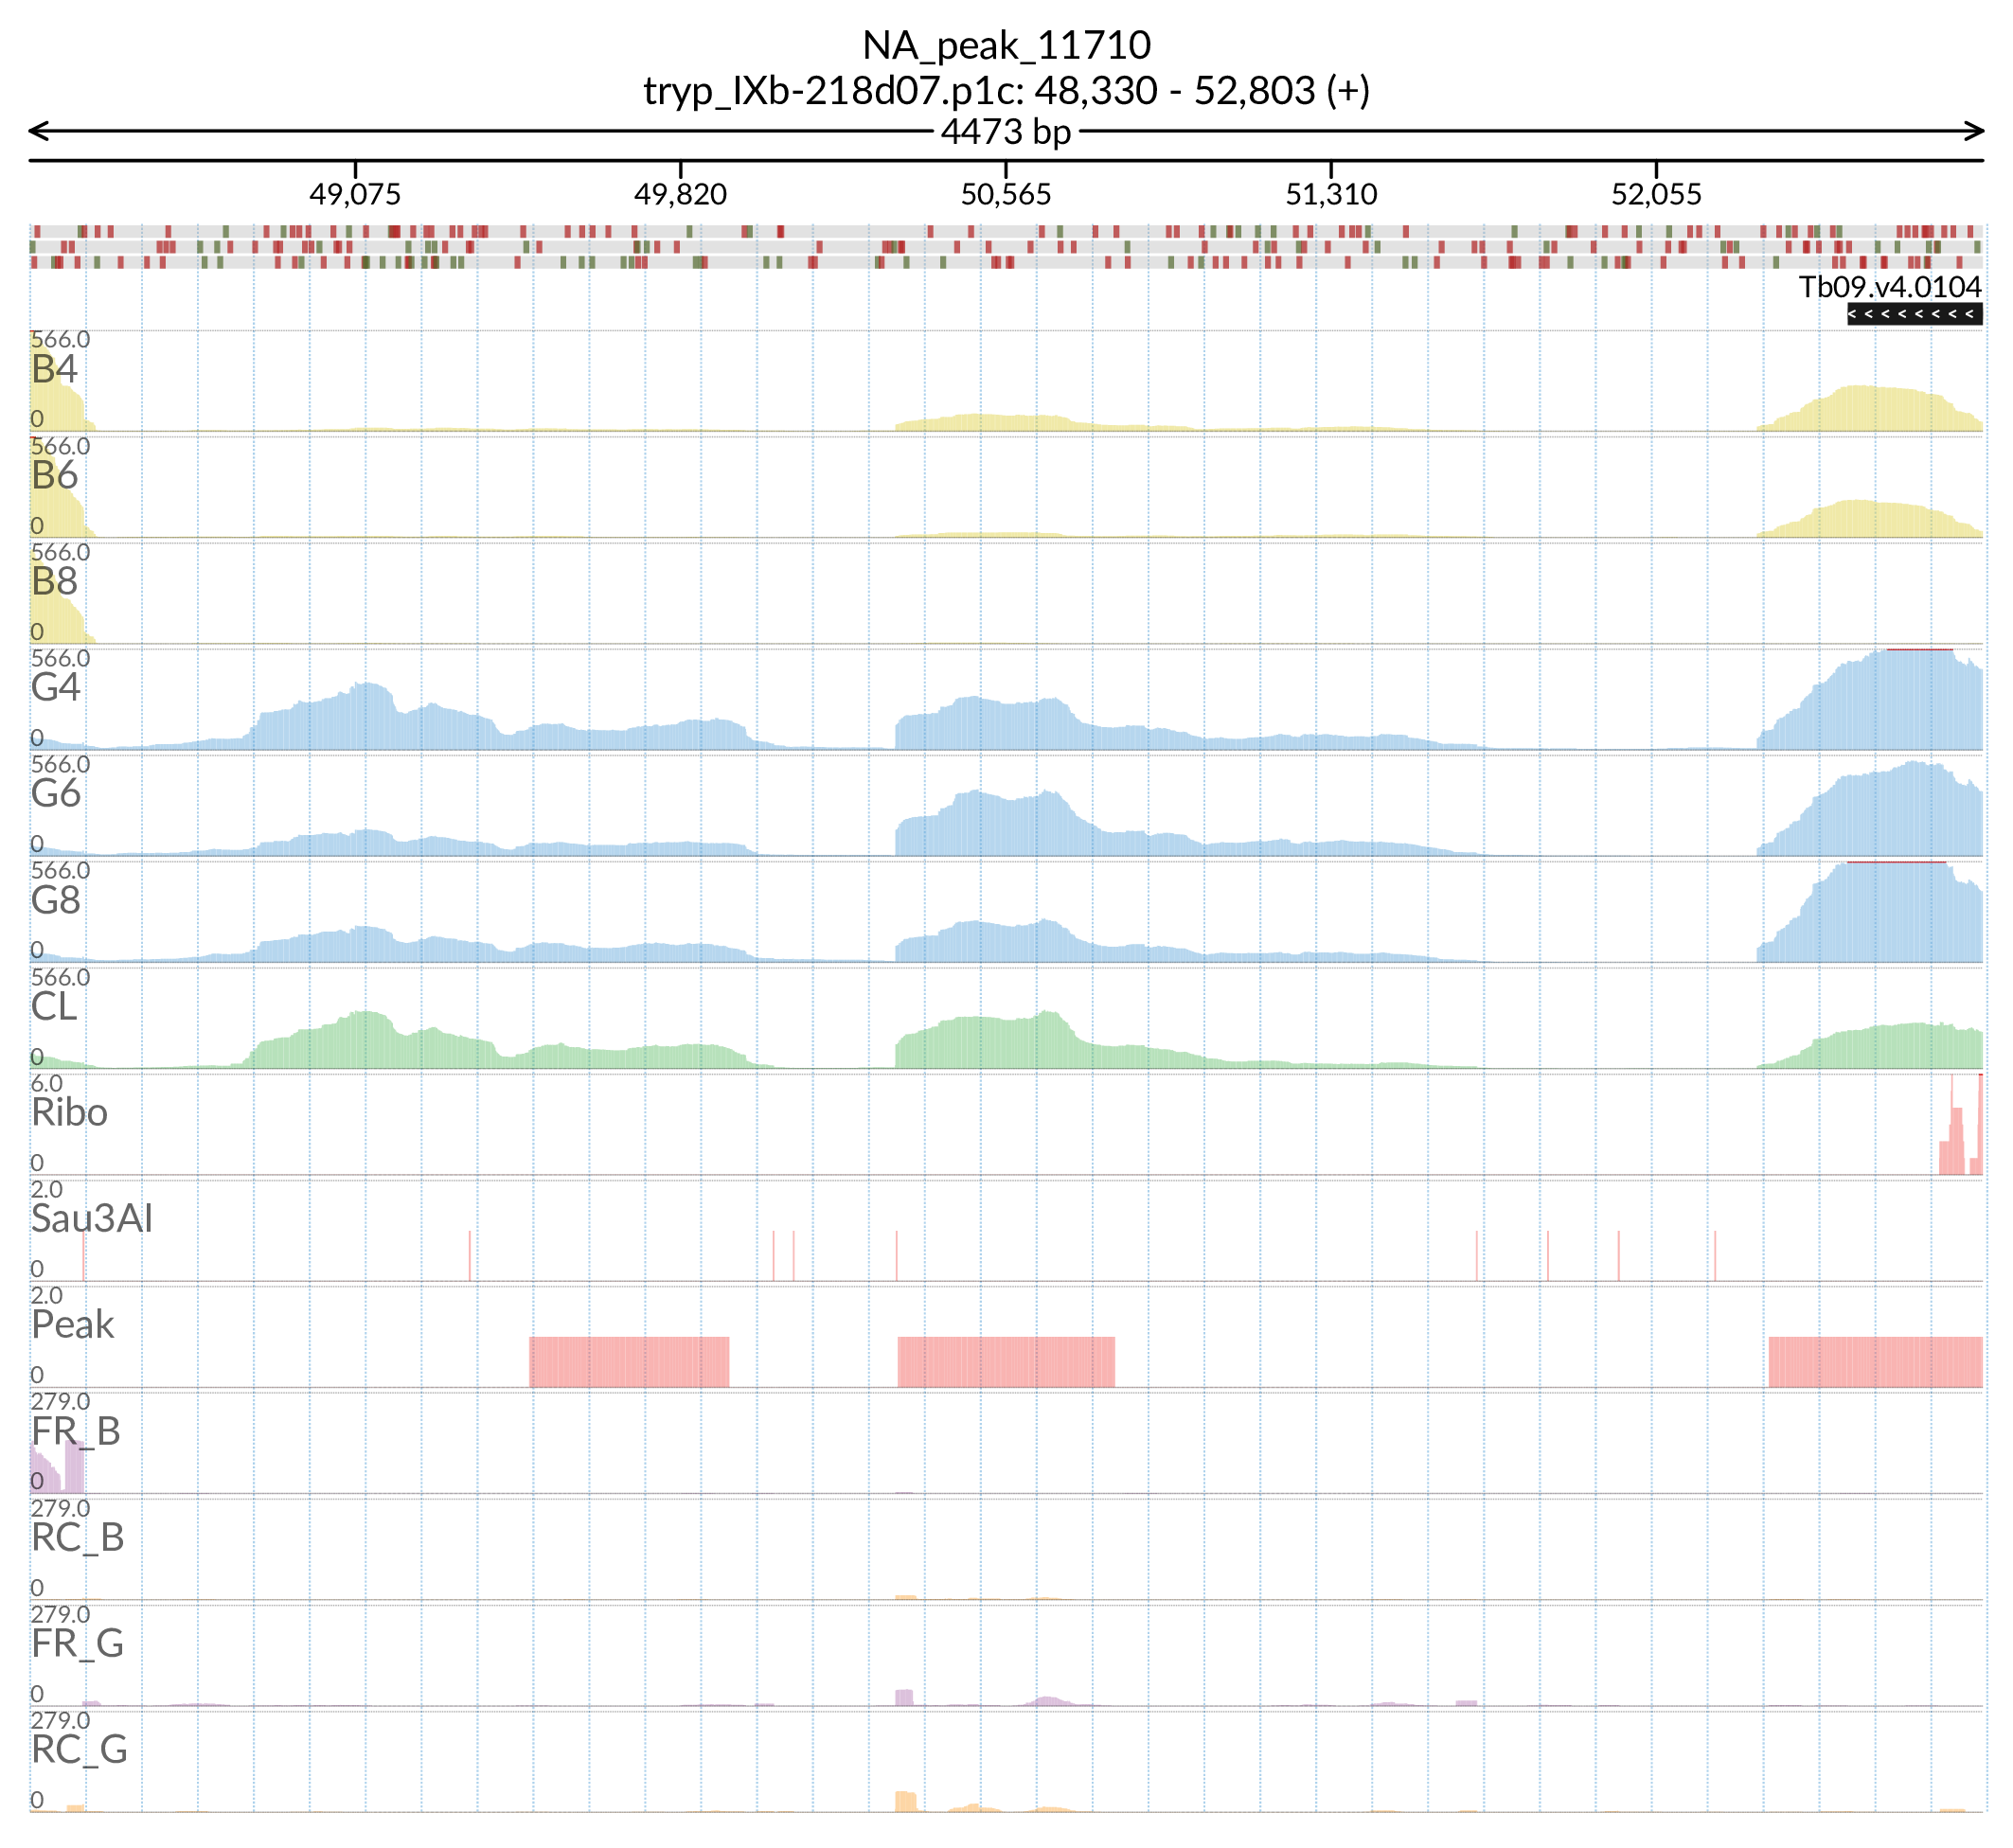 NA_peak_11710
tryp_IXb-218d07.p1c: 48,330 - 52,803 (+)
4473 bp
49,075 49,820 50,565 51,310 52,055
Tb09.v4.0104
< < < < < < < <
566.0
B4
0
566.0
B6
0
566.0
B8
0
566.0
G4
0
566.0
G6
0
566.0
G8
0
566.0
CL
0
6.0
Ribo
0
2.0
Sau3AI
0
2.0
Peak
0
279.0
FR_B
0
279.0
RC_B
0
279.0
FR_G
0
279.0
RC_G
0